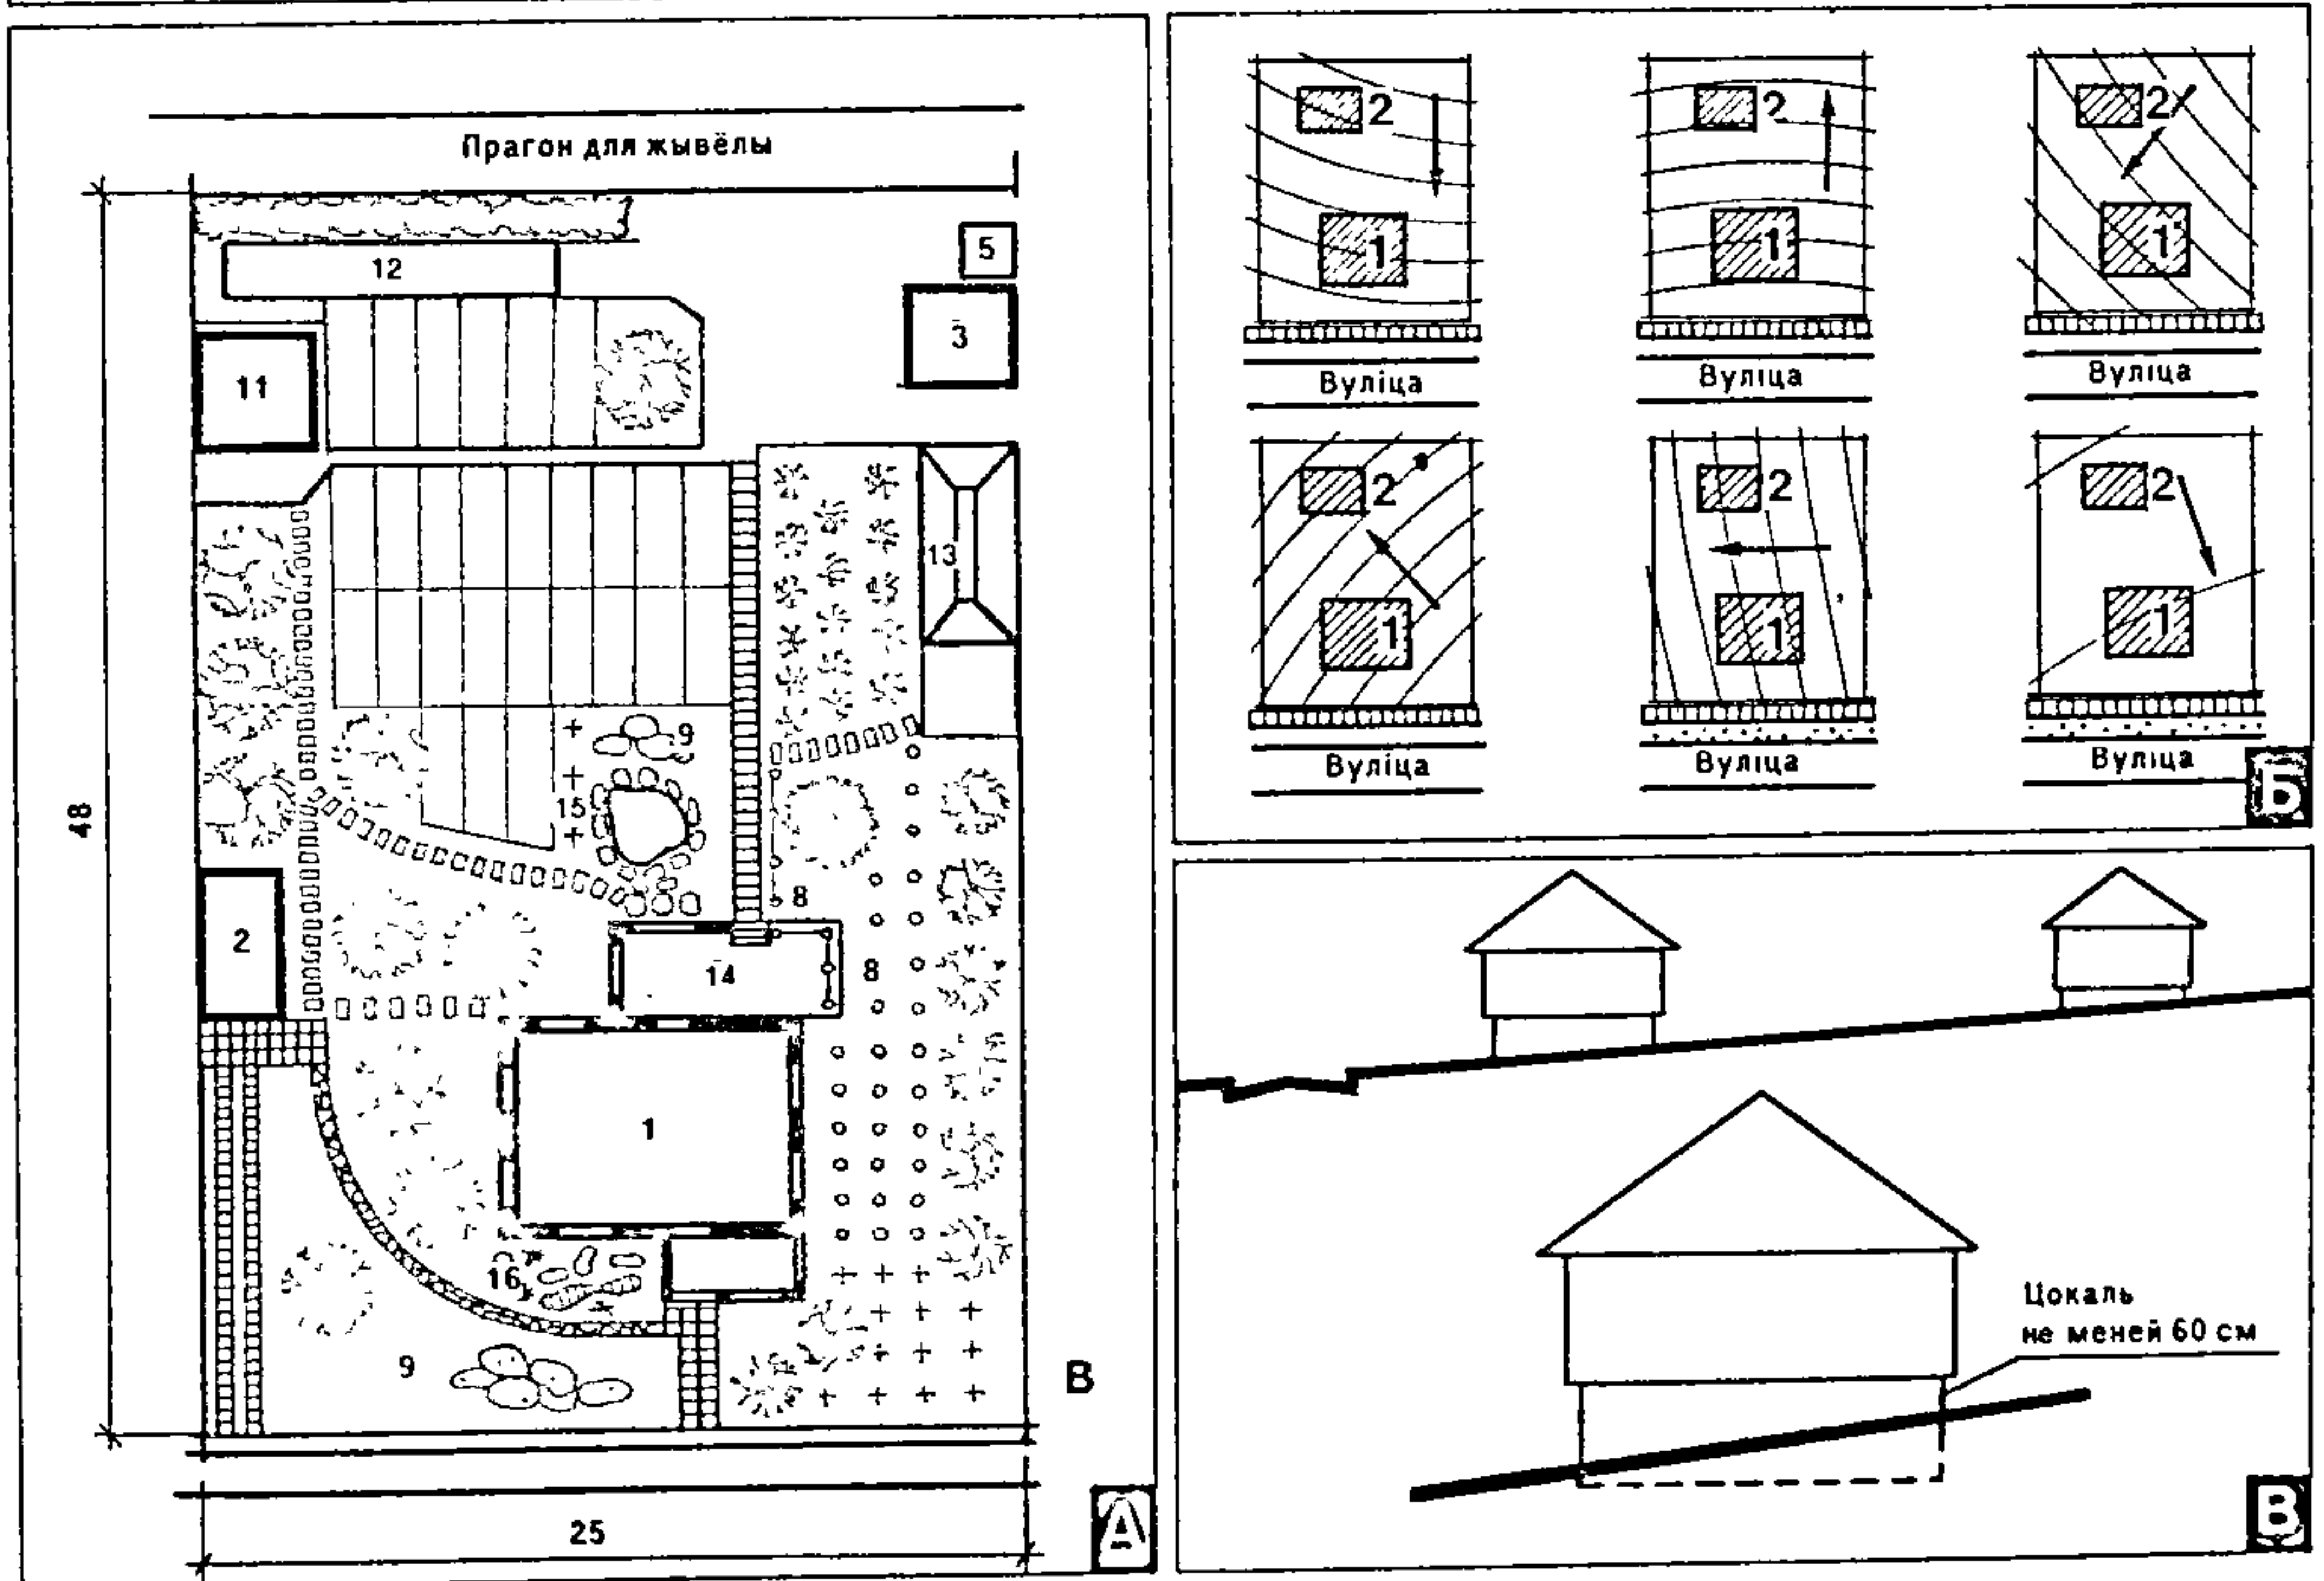 Прагон для жывёлы
5
12
3
11
13
9
15
48
8
2
14
8
1
16
9
В
25
А
2
1
Вуліца
2
1
Вуліца
2
1
Вуліца
2
1
Вуліца
2
1
Вуліца
2
1
Вуліца
Б
Цокаль
не меней 60 см
В